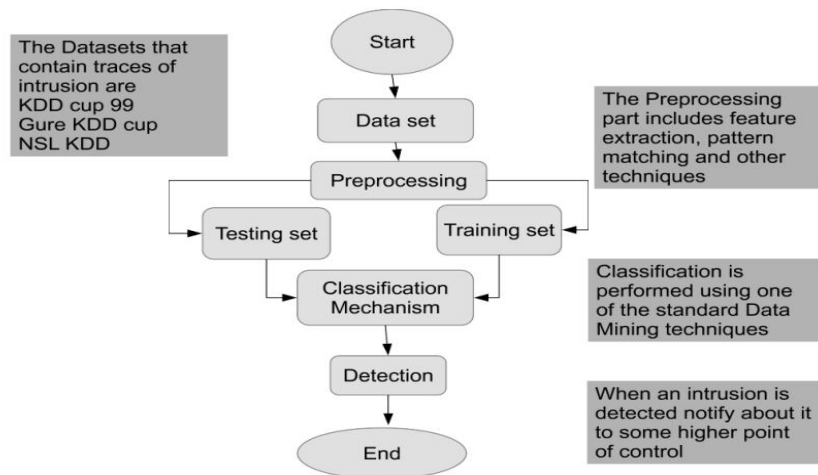 Start
The Datasets that
contain traces of
intrusion are
KDD cup 99
Gure KDD cup
NSL KDD
Data set
The Preprocessing
part includes feature
extraction, pattern
matching and other
techniques
Preprocessing
Testing set
Training set
Classification
Mechanism
Classification is
performed using one
of the standard Data
Mining techniques
Detection
When an intrusion is
detected notify about it
to some higher point
of control
End